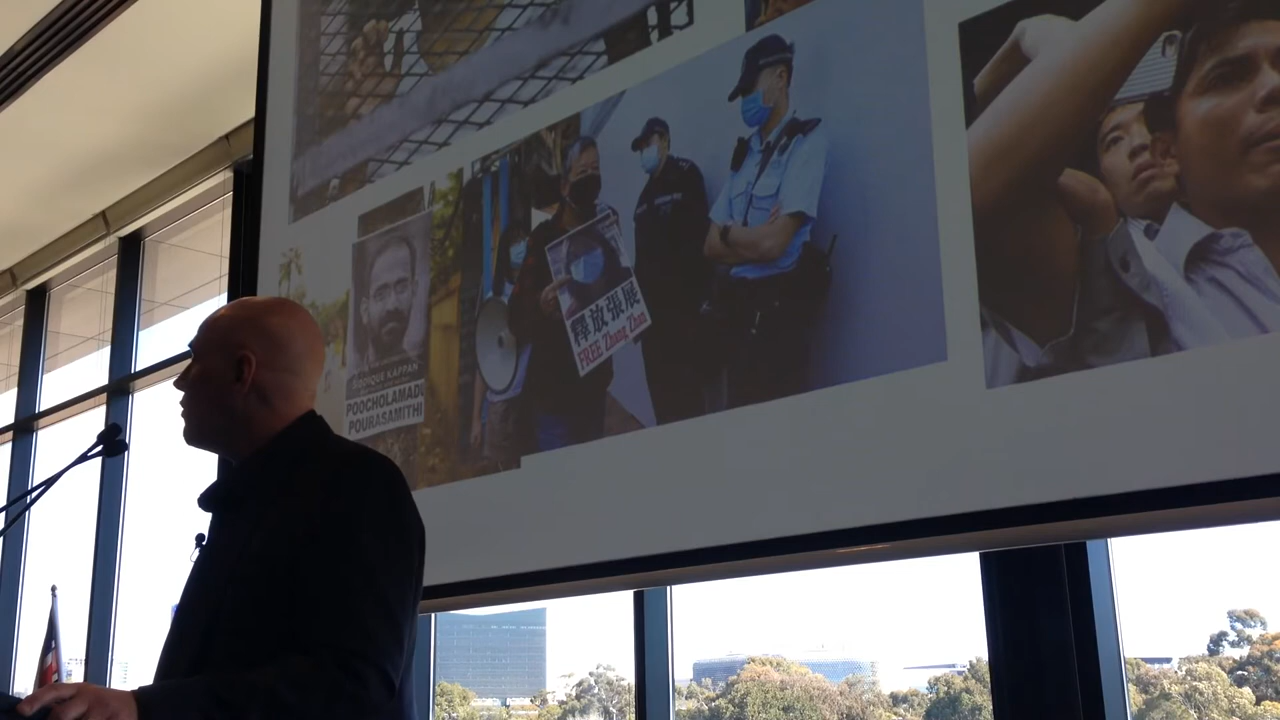 SIDDIQUE KAPPAN
POOCHOLAMADU
POURASAMITHI
釋放張展
FREE Zhang Zhan